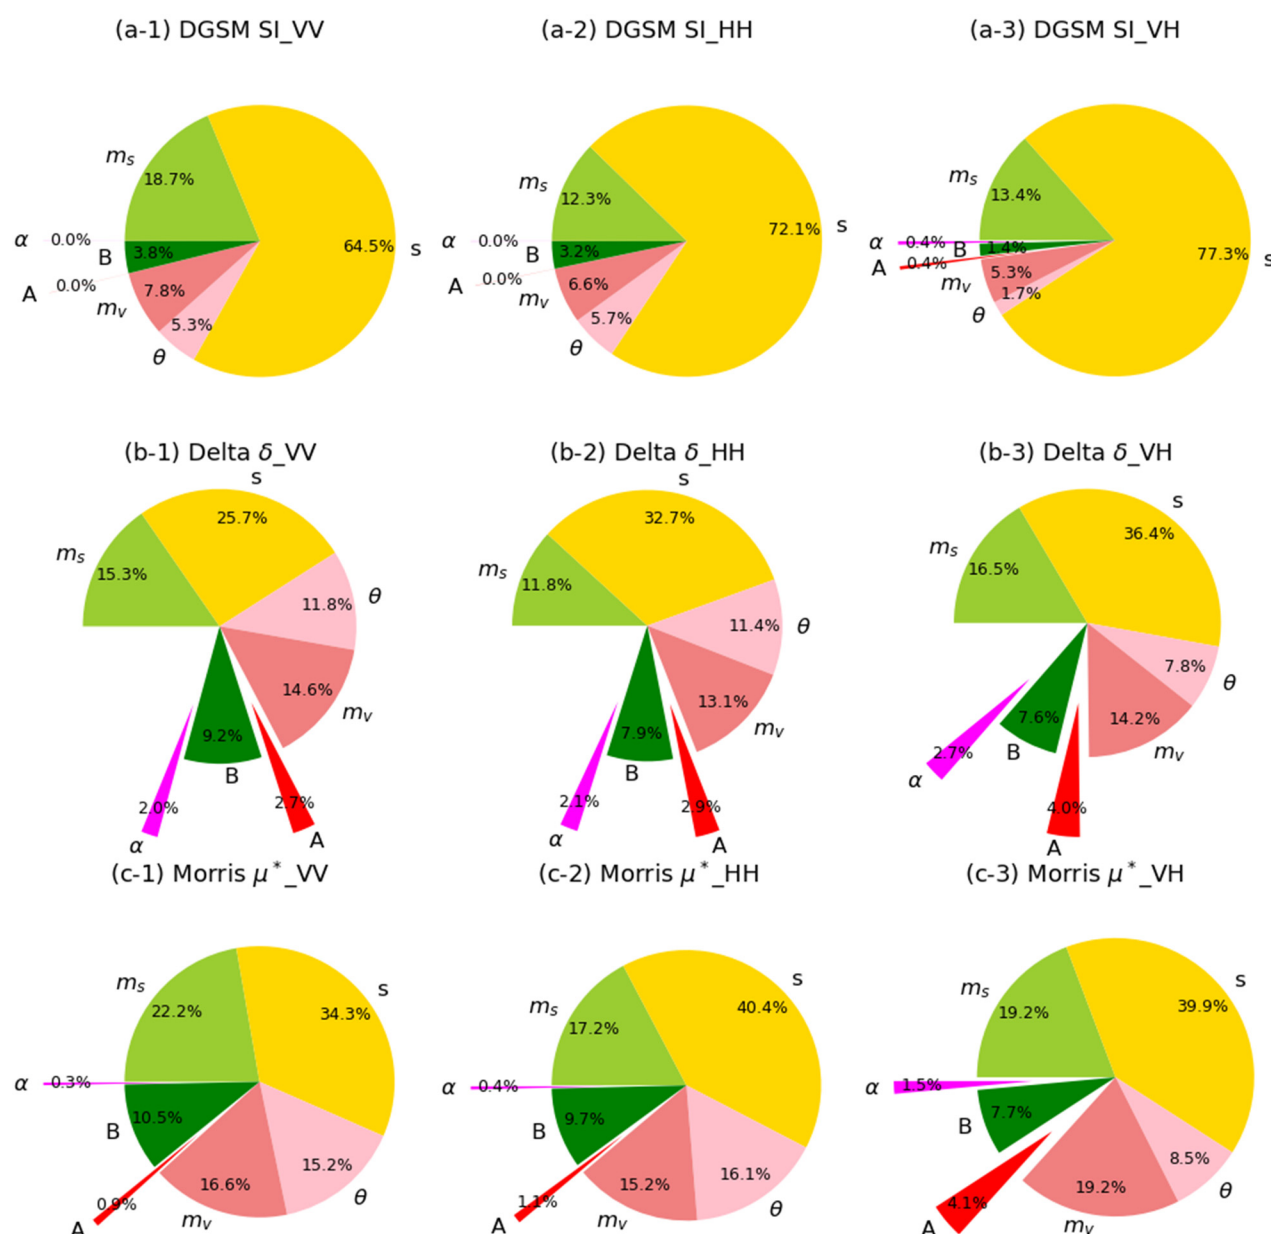 (a-1) DGSM SI_VV
(a-2) DGSM SI_HH
(a-3) DGSM SI_VH
mₛ
18.7%
α
0.0%
B
3.8%
A
0.0%
mᵥ
7.8%
θ
5.3%
64.5%
s
mₛ
12.3%
α
0.0%
B
3.2%
A
0.0%
mᵥ
6.6%
θ
5.7%
72.1%
s
mₛ
13.4%
α
0.4%
B
1.4%
A
0.4%
mᵥ
5.3%
θ
1.7%
77.3%
s
(b-1) Delta δ_VV
(b-2) Delta δ_HH
(b-3) Delta δ_VH
s
25.7%
mₛ
15.3%
11.8%
θ
14.6%
mᵥ
9.2%
B
2.0%
α
2.7%
A
s
32.7%
mₛ
11.8%
11.4%
θ
13.1%
mᵥ
7.9%
B
2.1%
α
2.9%
A
s
36.4%
mₛ
16.5%
7.8%
θ
14.2%
mᵥ
7.6%
B
2.7%
α
4.0%
A
(c-1) Morris μ*_VV
(c-2) Morris μ*_HH
(c-3) Morris μ*_VH
mₛ
22.2%
34.3%
s
α
0.3%
B
10.5%
A
0.9%
mᵥ
16.6%
15.2%
θ
mₛ
17.2%
40.4%
s
α
0.4%
B
9.7%
A
1.1%
mᵥ
15.2%
16.1%
θ
mₛ
19.2%
39.9%
s
α
1.5%
B
7.7%
A
4.1%
mᵥ
19.2%
8.5%
θ